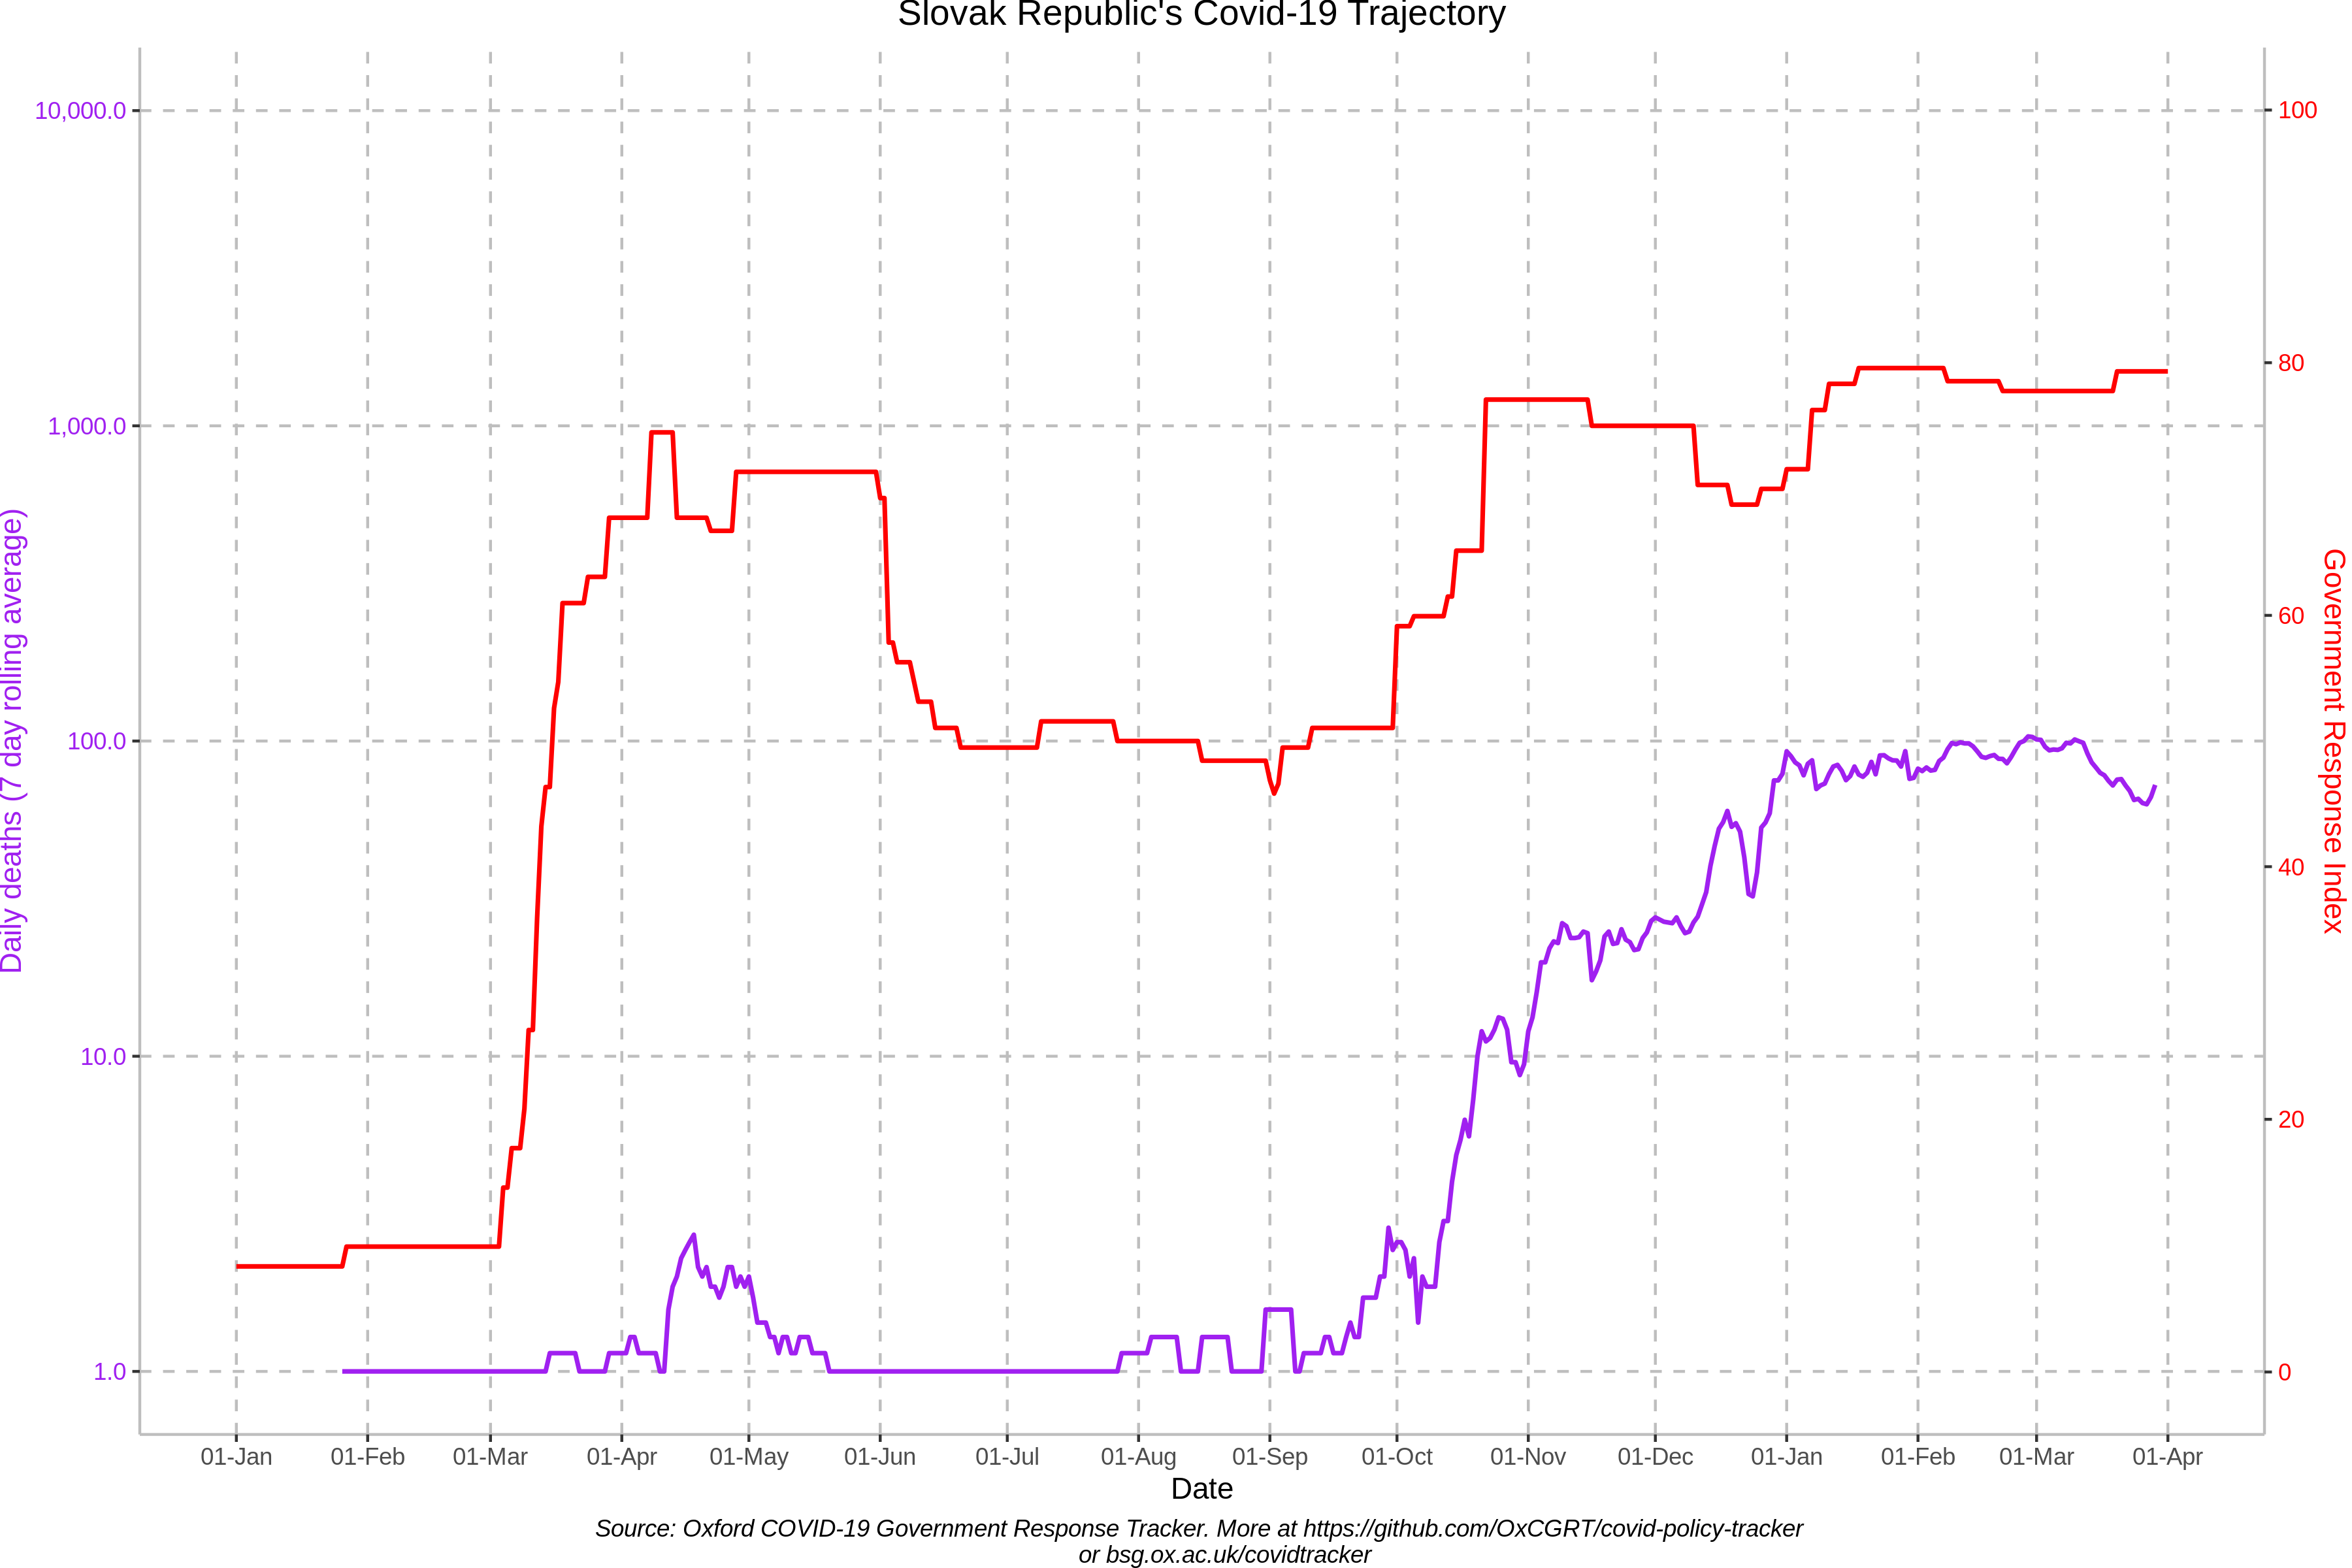 Slovak Republic's Covid-19 Trajectory
10,000.0
1,000.0
100.0
10.0
1.0
Daily deaths (7 day rolling average)
100
80
60
40
20
0
Government Response Index
01-Jan 01-Feb 01-Mar 01-Apr 01-May 01-Jun 01-Jul 01-Aug 01-Sep 01-Oct 01-Nov 01-Dec 01-Jan 01-Feb 01-Mar 01-Apr
Date
Source: Oxford COVID-19 Government Response Tracker. More at https://github.com/OxCGRT/covid-policy-tracker
or bsg.ox.ac.uk/covidtracker